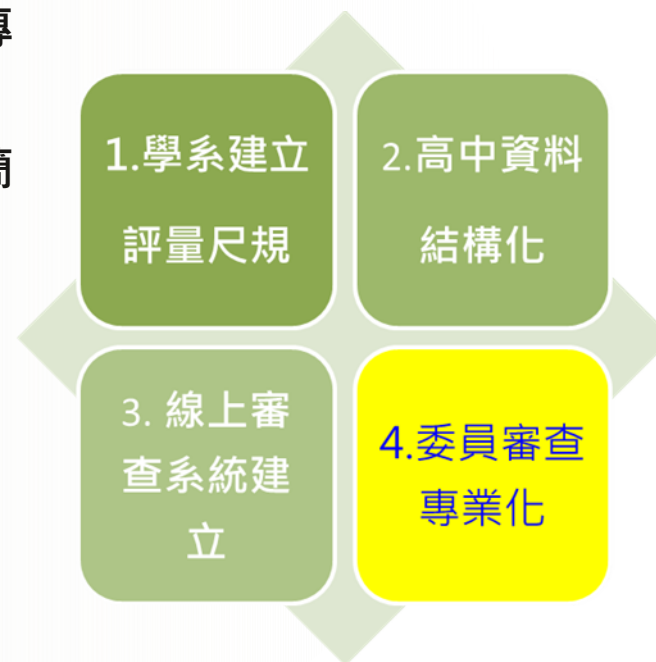 1.學系建立
評量尺規
2.高中資料
結構化
3. 線上審
查系統建
立
4.委員審查
專業化